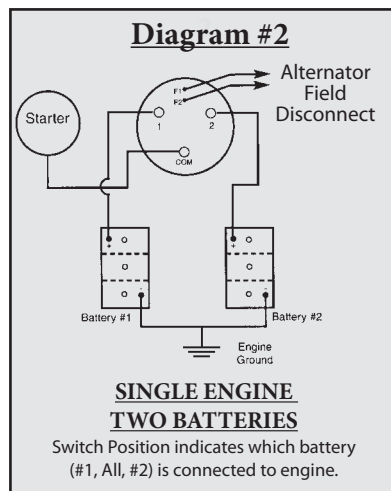 Diagram #2
Alternator
Field
Disconnect
F1
F2
Starter
1
2
COM
+
+
-
-
Battery #1
Battery #2
Engine
Ground
SINGLE ENGINE
TWO BATTERIES
Switch Position indicates which battery
(#1, All, #2) is connected to engine.